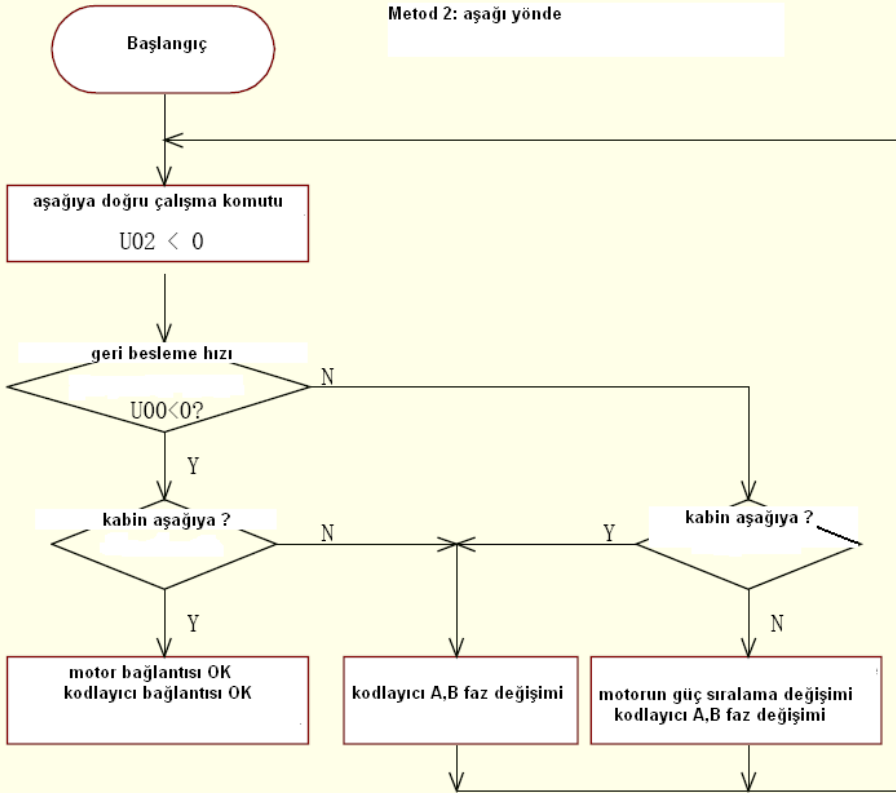 Metod 2: aşağı yönde
Başlangıç
aşağıya doğru çalışma komutu
U02 < 0
geri besleme hızı
U00<0?
N
Y
kabin aşağıya ?
N
Y
kabin aşağıya ?
Y
N
motor bağlantısı OK
kodlayıcı bağlantısı OK
kodlayıcı A,B faz değişimi
motorun güç sıralama değişimi
kodlayıcı A,B faz değişimi